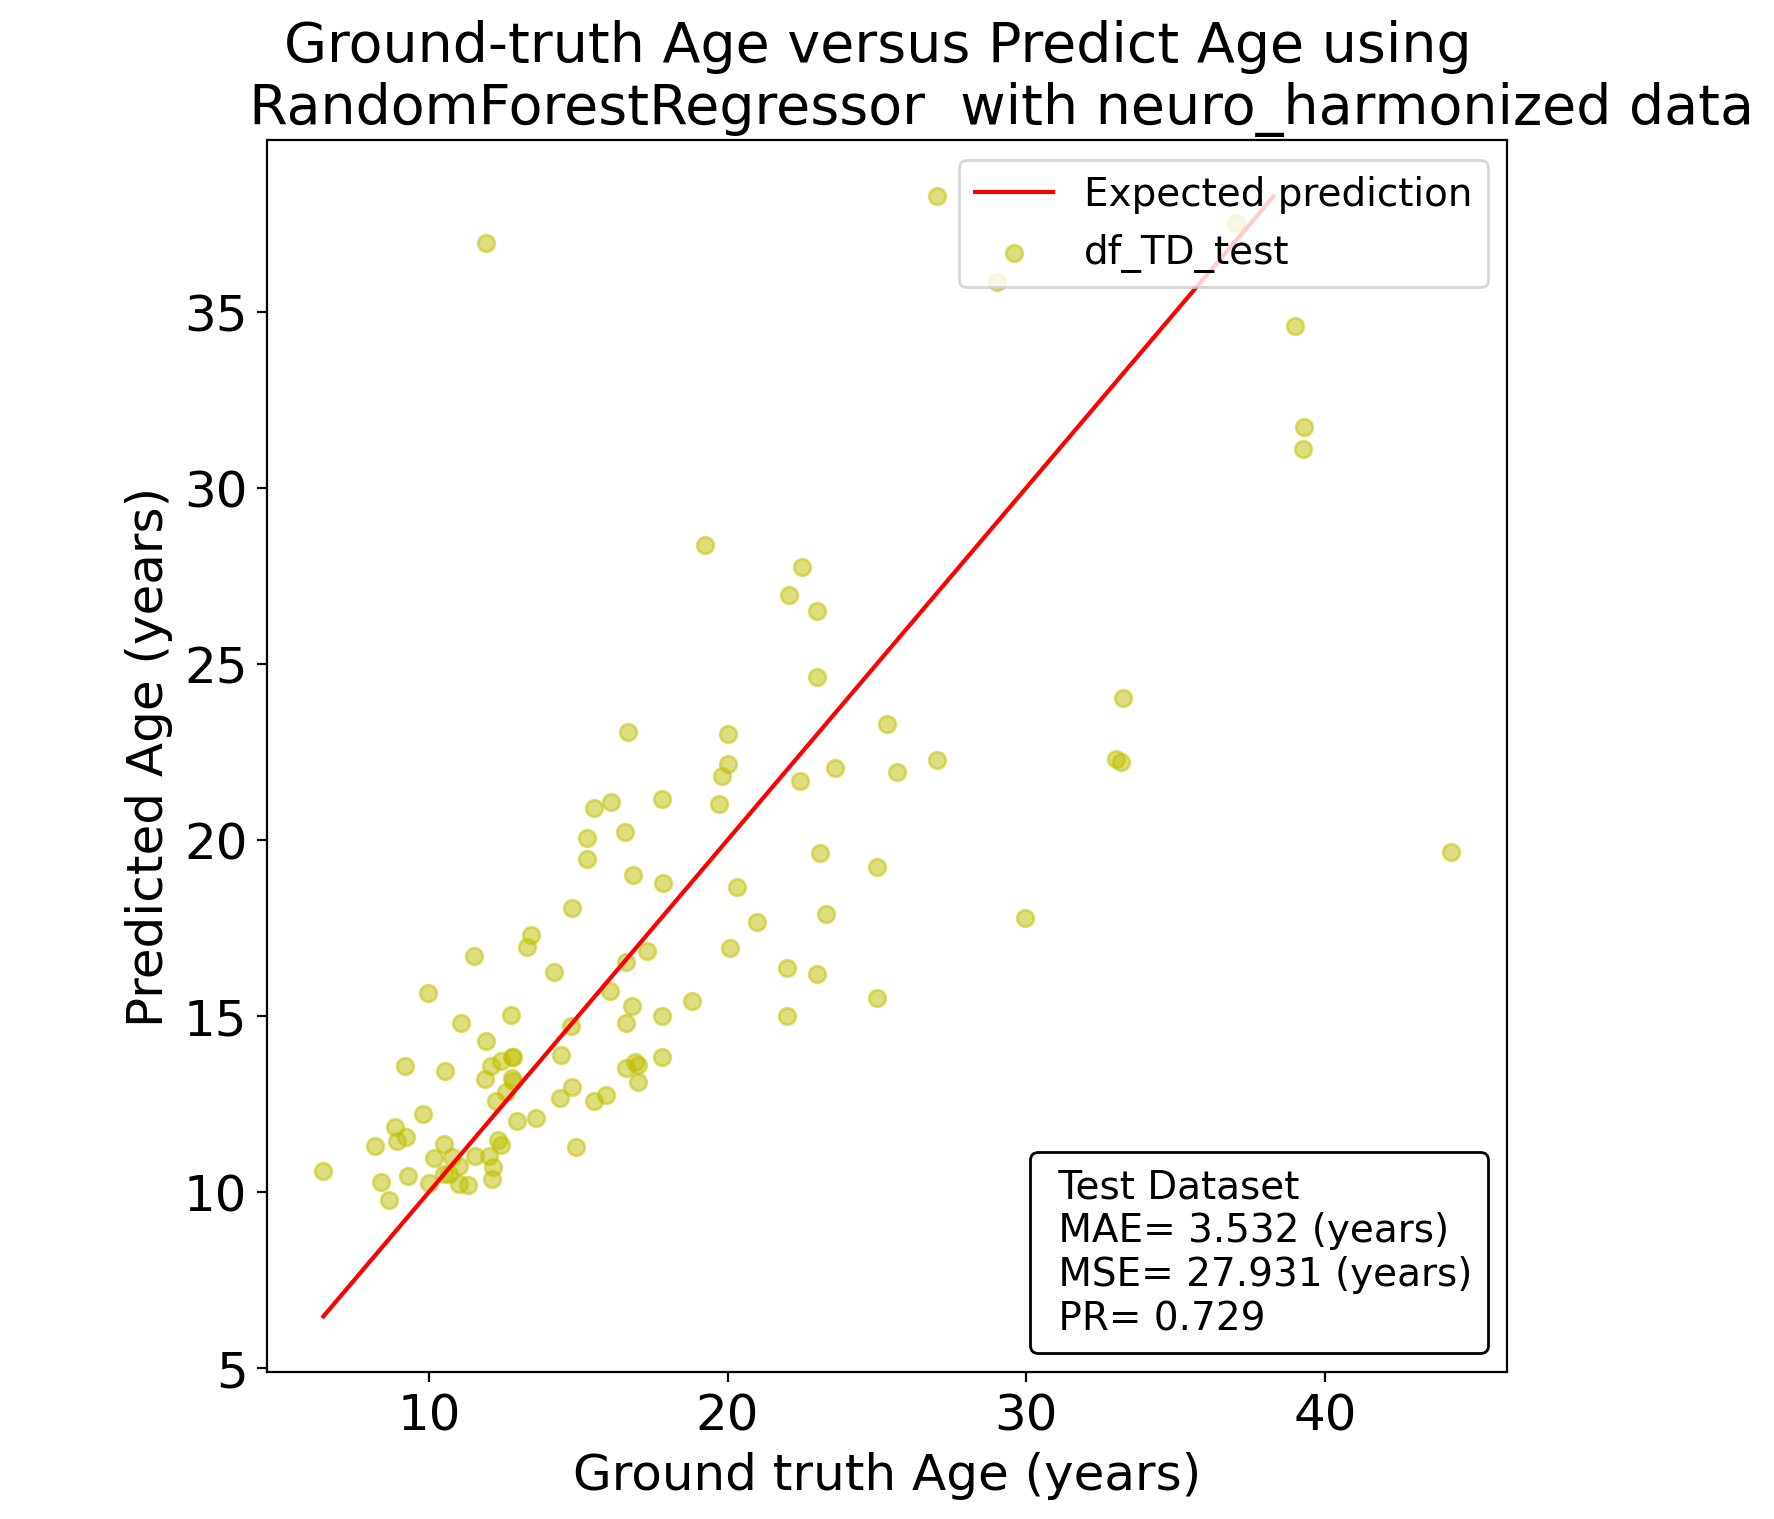 Ground-truth Age versus Predict Age using
RandomForestRegressor  with neuro_harmonized data
Expected prediction
df_TD_test
35
30
25
20
15
10
5
Predicted Age (years)
Test Dataset
MAE= 3.532 (years)
MSE= 27.931 (years)
PR= 0.729
10 20 30 40
Ground truth Age (years)